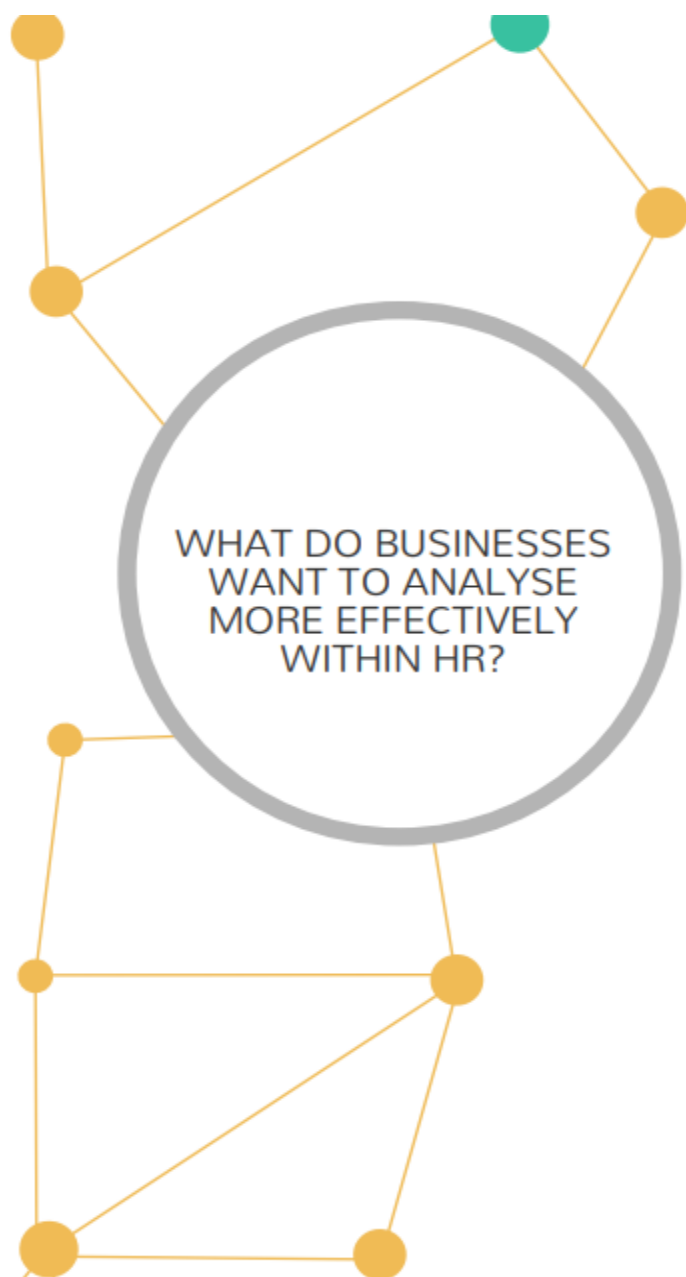 WHAT DO BUSINESSES
WANT TO ANALYSE
MORE EFFECTIVELY
WITHIN HR?